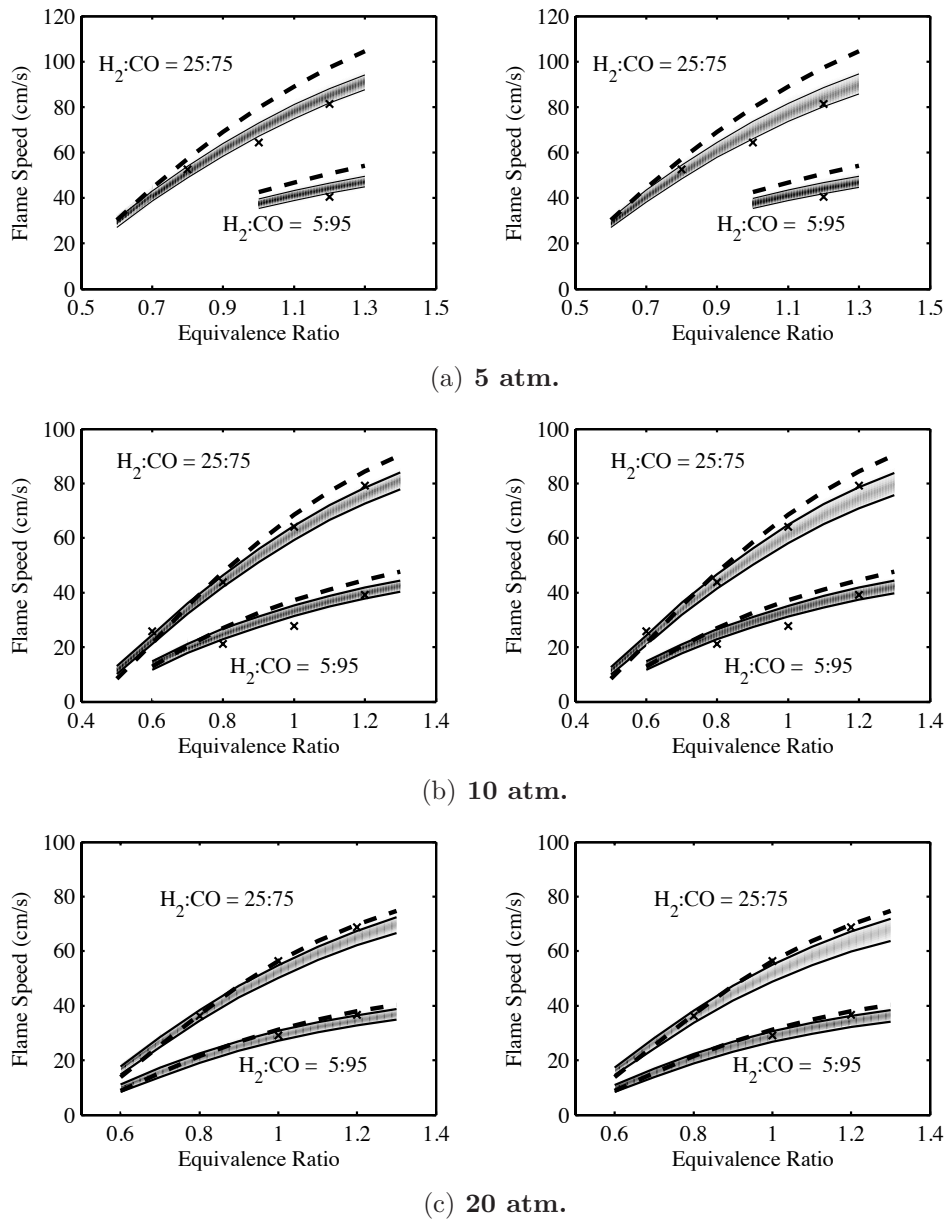 120
100
80
60
40
20
0
Flame Speed (cm/s)
H2:CO = 25:75
H2:CO = 5:95
0.5 0.7 0.9 1.1 1.3 1.5
Equivalence Ratio
120
100
80
60
40
20
0
Flame Speed (cm/s)
H2:CO = 25:75
H2:CO = 5:95
0.5 0.7 0.9 1.1 1.3 1.5
Equivalence Ratio
(a) 5 atm.
100
80
60
40
20
0
Flame Speed (cm/s)
H2:CO = 25:75
H2:CO = 5:95
0.4 0.6 0.8 1 1.2 1.4
Equivalence Ratio
100
80
60
40
20
0
Flame Speed (cm/s)
H2:CO = 25:75
H2:CO = 5:95
0.4 0.6 0.8 1 1.2 1.4
Equivalence Ratio
(b) 10 atm.
100
80
60
40
20
0
Flame Speed (cm/s)
H2:CO = 25:75
H2:CO = 5:95
0.6 0.8 1 1.2 1.4
Equivalence Ratio
100
80
60
40
20
0
Flame Speed (cm/s)
H2:CO = 25:75
H2:CO = 5:95
0.6 0.8 1 1.2 1.4
Equivalence Ratio
(c) 20 atm.